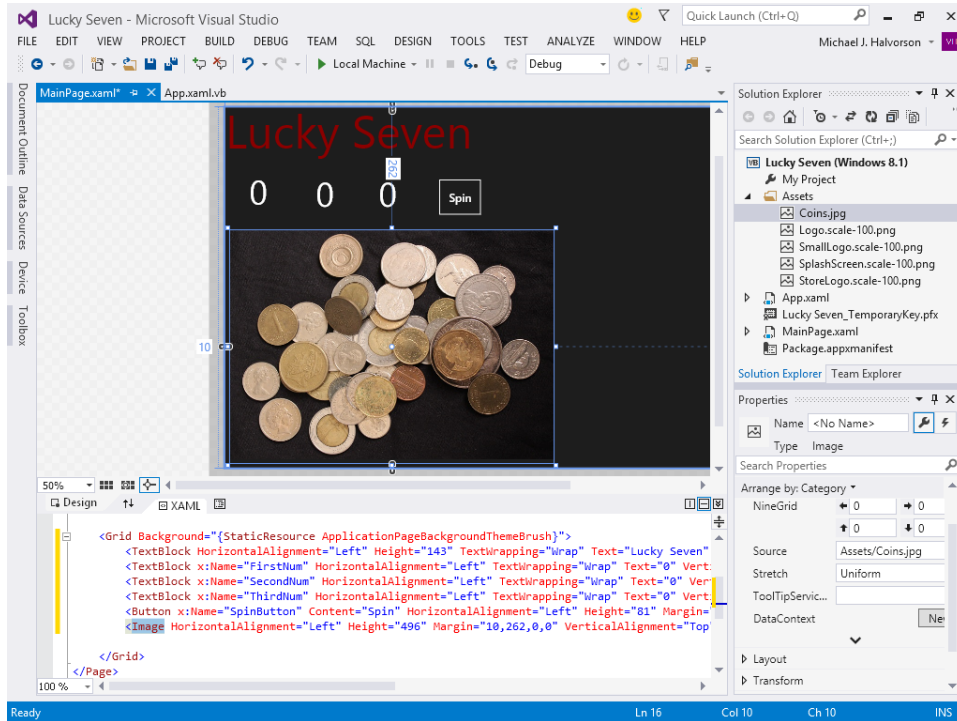 Lucky Seven - Microsoft Visual Studio
Quick Launch (Ctrl+Q)
FILE EDIT VIEW PROJECT BUILD DEBUG TEAM SQL DESIGN TOOLS TEST ANALYZE WINDOW HELP
Michael J. Halvorson
Local Machine
Debug
Document Outline
Data Sources
Device
Toolbox
MainPage.xaml*
App.xaml.vb
Lucky Seven
262
0 0 0
Spin
10
50%
Design
XAML
<Grid Background="{StaticResource ApplicationPageBackgroundThemeBrush}">
<TextBlock HorizontalAlignment="Left" Height="143" TextWrapping="Wrap" Text="Lucky Seven"
<TextBlock x:Name="FirstNum" HorizontalAlignment="Left" TextWrapping="Wrap" Text="0" Verti
<TextBlock x:Name="SecondNum" HorizontalAlignment="Left" TextWrapping="Wrap" Text="0" Ver
<TextBlock x:Name="ThirdNum" HorizontalAlignment="Left" TextWrapping="Wrap" Text="0" Verti
<Button x:Name="SpinButton" Content="Spin" HorizontalAlignment="Left" Height="81" Margin=
<Image HorizontalAlignment="Left" Height="496" Margin="10,262,0,0" VerticalAlignment="Top"
</Grid>
</Page>
100 %
Solution Explorer
Search Solution Explorer (Ctrl+;)
VB Lucky Seven (Windows 8.1)
My Project
Assets
Coins.jpg
Logo.scale-100.png
SmallLogo.scale-100.png
SplashScreen.scale-100.png
StoreLogo.scale-100.png
App.xaml
Lucky Seven_TemporaryKey.pfx
MainPage.xaml
Package.appxmanifest
Solution Explorer Team Explorer
Properties
Name <No Name>
Type Image
Search Properties
Arrange by: Category
NineGrid 0 0
0 0
Source Assets/Coins.jpg
Stretch Uniform
ToolTipServic...
DataContext
Layout
Transform
Ready
Ln 16 Col 10 Ch 10 INS